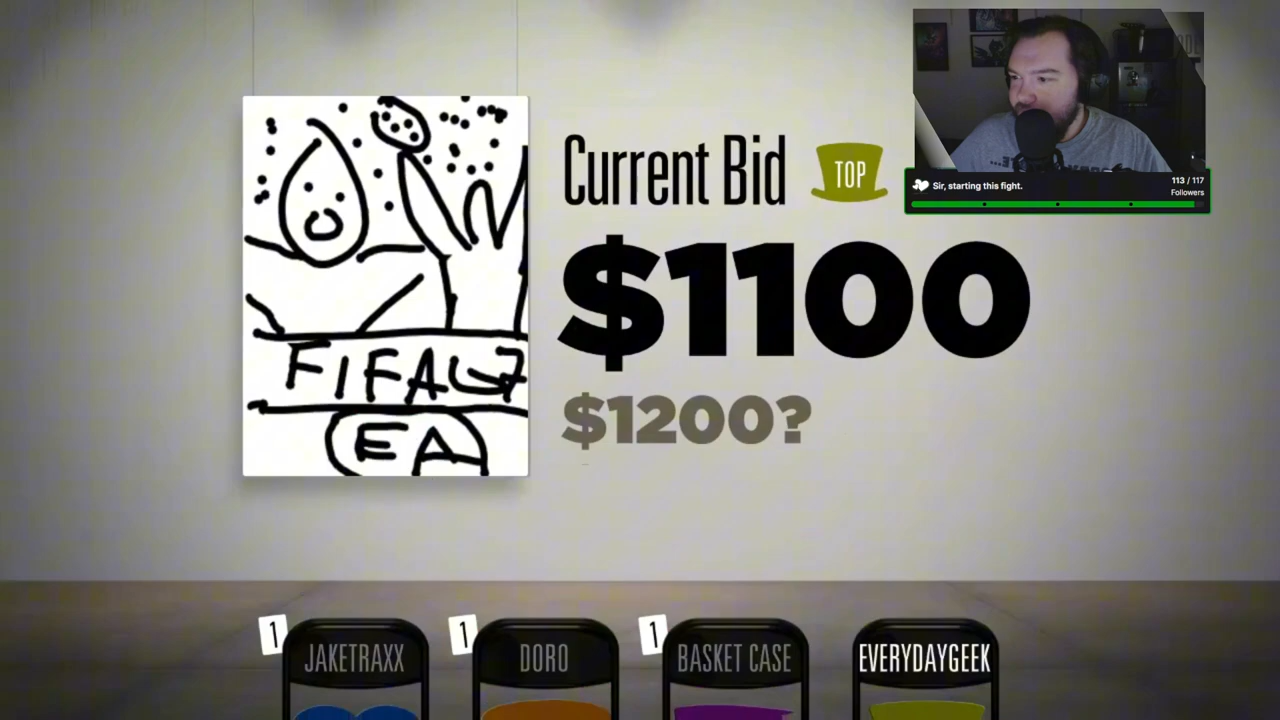 Current Bid
TOP
$1100
$1200?
FIFA
EA
Sir, starting this fight.
113 / 117
Followers
1
JAKETRAXX
1
DORO
1
BASKET CASE
EVERYDAYGEEK